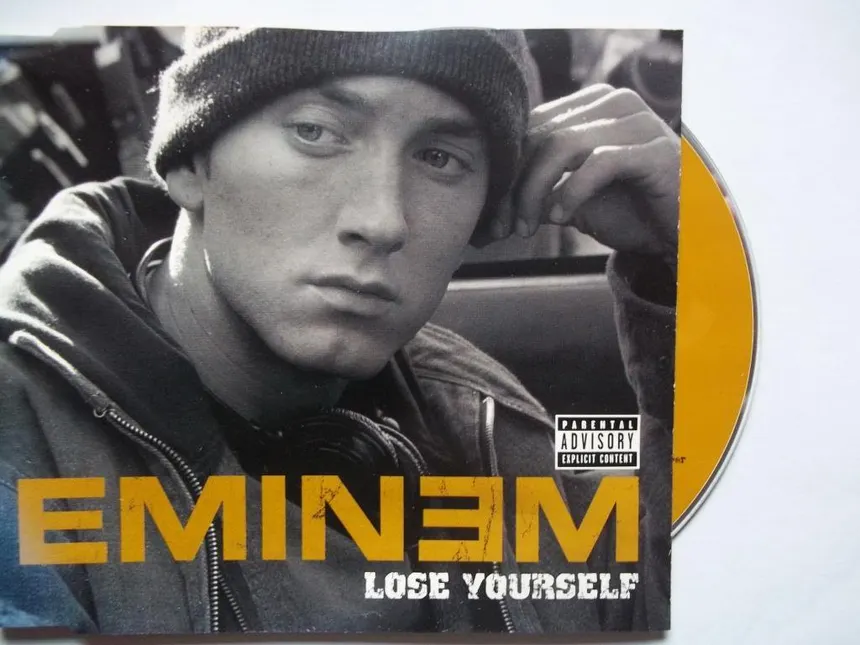 PARENTAL
ADVISORY
EXPLICIT CONTENT
EMINƎM
LOSE YOURSELF